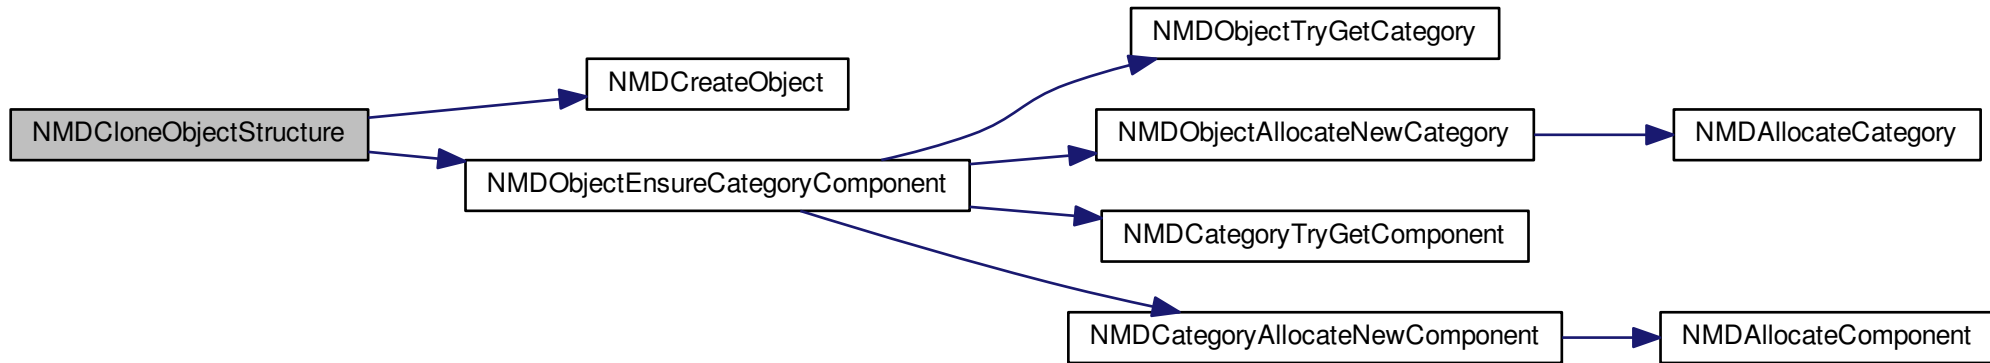 NMDCloneObjectStructure
NMDCreateObject
NMDObjectEnsureCategoryComponent
NMDObjectTryGetCategory
NMDObjectAllocateNewCategory
NMDAllocateCategory
NMDCategoryTryGetComponent
NMDCategoryAllocateNewComponent
NMDAllocateComponent